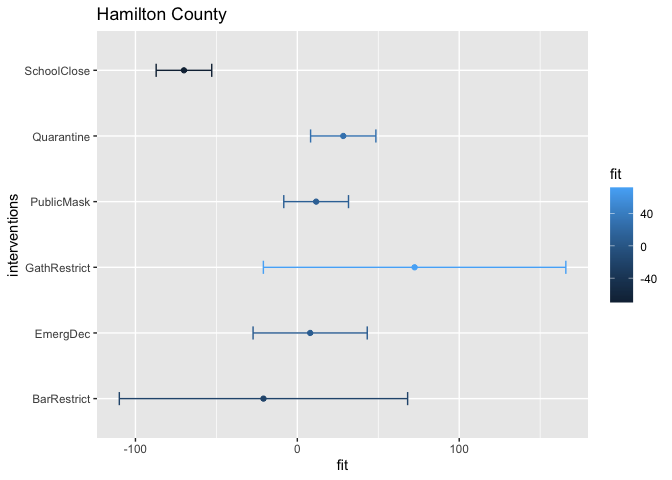 Hamilton County
SchoolClose
Quarantine
PublicMask
GathRestrict
EmergDec
BarRestrict
interventions
-100
0
100
fit
fit
40
0
-40